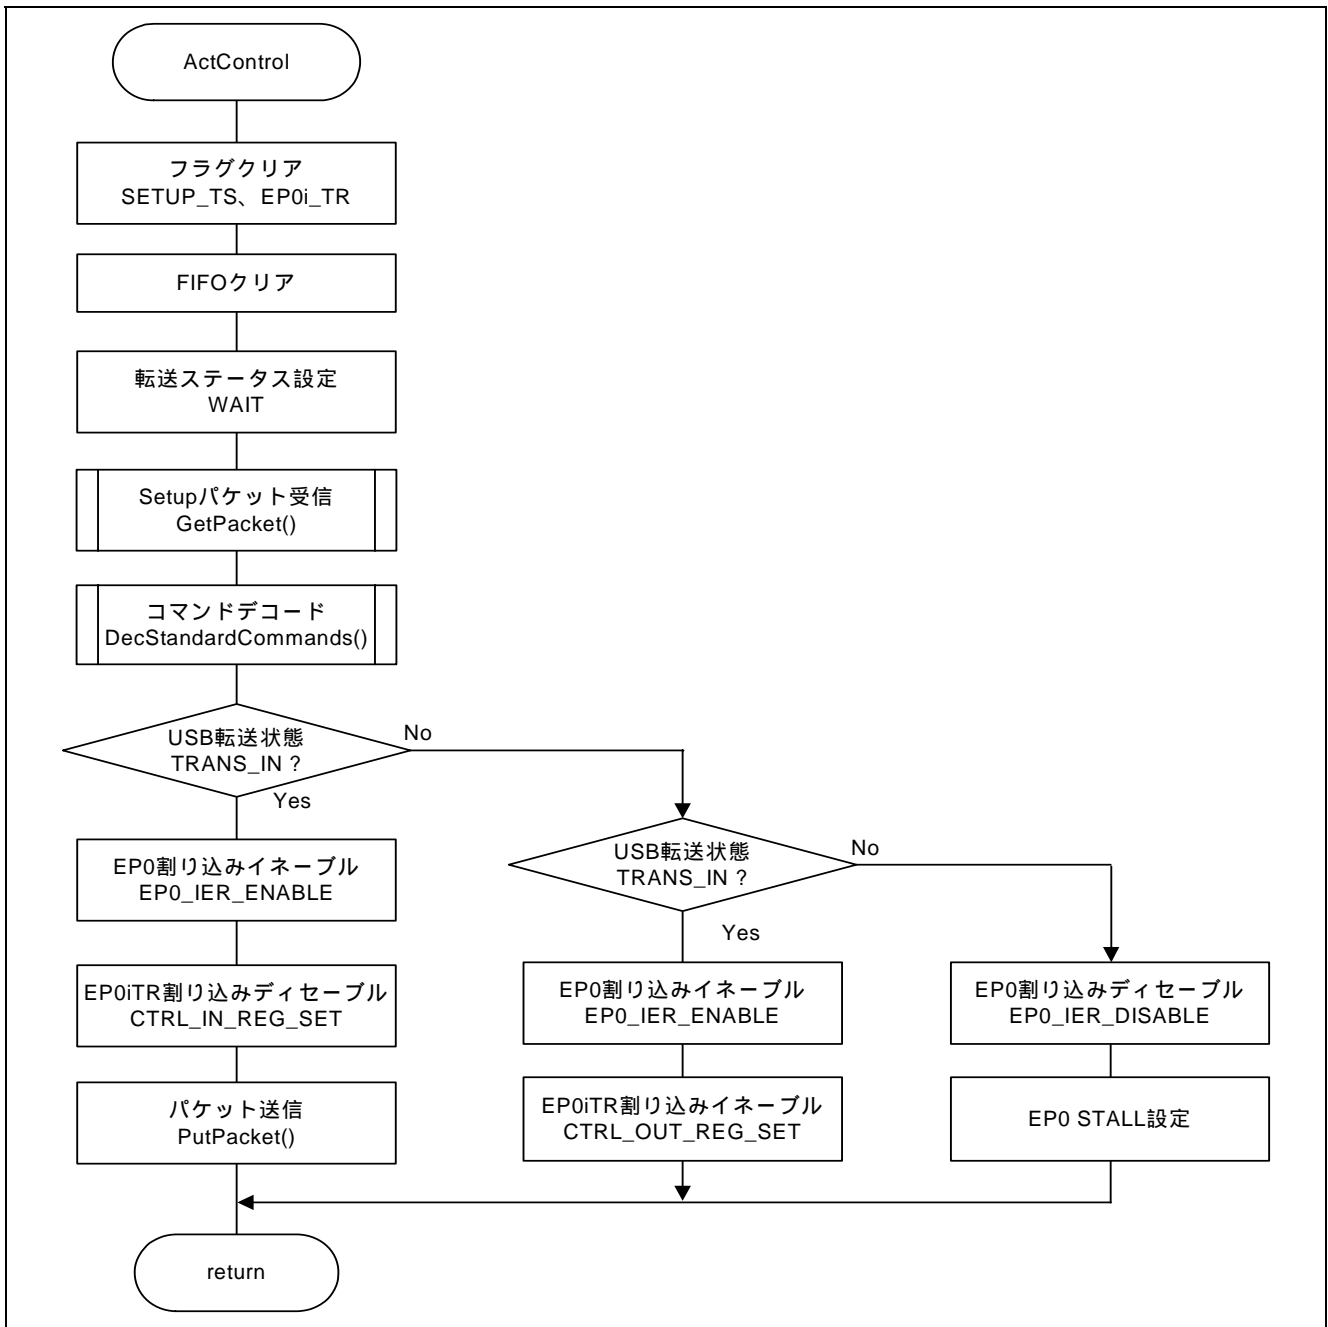 ActControl
フラグクリア
SETUP_TS、EP0i_TR
FIFOクリア
転送ステータス設定
WAIT
Setupパケット受信
GetPacket()
コマンドデコード
DecStandardCommands()
USB転送状態
TRANS_IN ?
No
Yes
USB転送状態
TRANS_IN ?
No
Yes
EP0割り込みイネーブル
EP0_IER_ENABLE
EP0iTR割り込みディセーブル
CTRL_IN_REG_SET
パケット送信
PutPacket()
EP0割り込みイネーブル
EP0_IER_ENABLE
EP0iTR割り込みイネーブル
CTRL_OUT_REG_SET
EP0割り込みディセーブル
EP0_IER_DISABLE
EP0 STALL設定
return